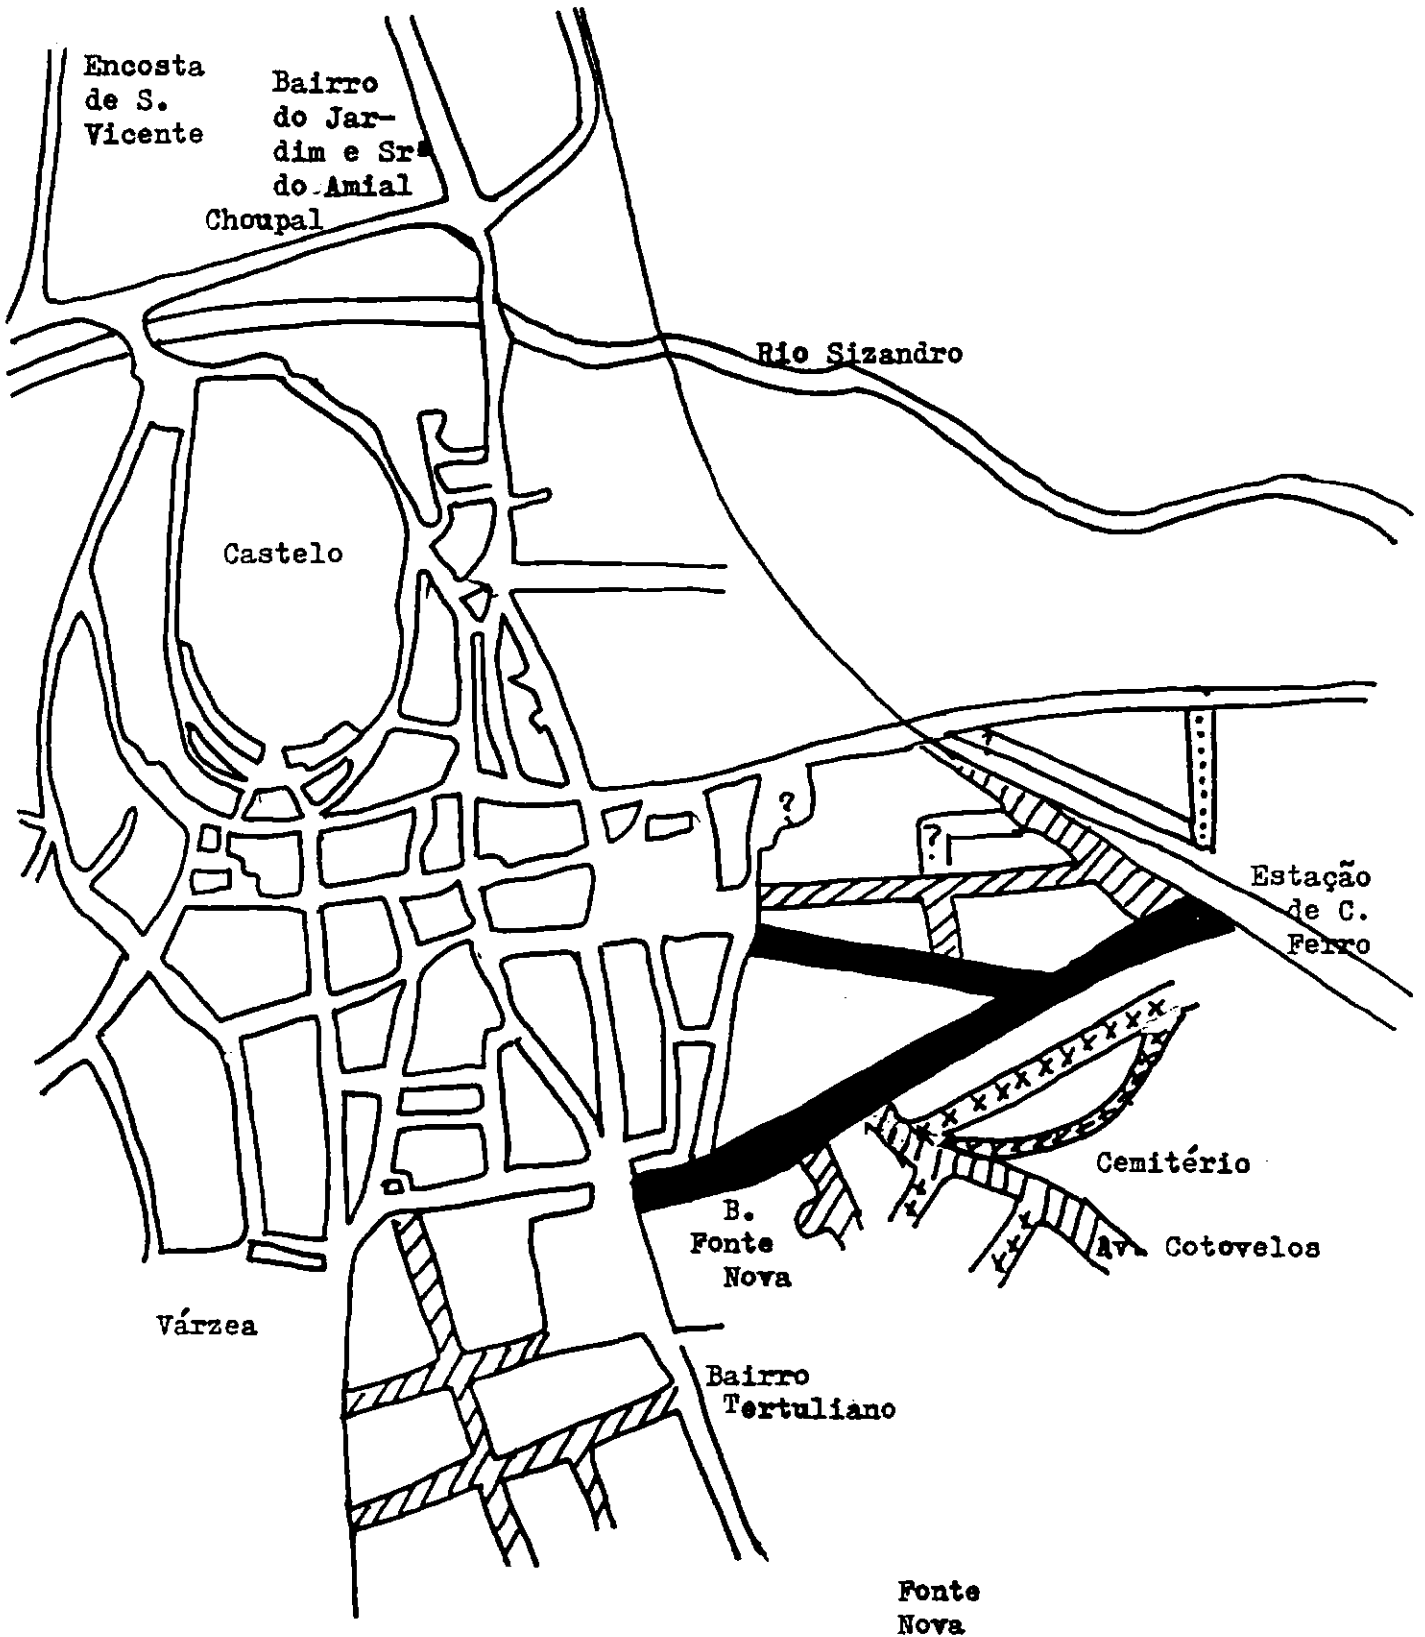 Encosta
de S.
Vicente
Bairro
do Jar-
dim e Srª
do Amial
Choupal
Rio Sizandro
Castelo
?
?
Estação
de C.
Ferro
Cemitério
B.
Fonte
Nova
Av. Cotovelos
Várzea
Bairro
Tertuliano
Fonte
Nova